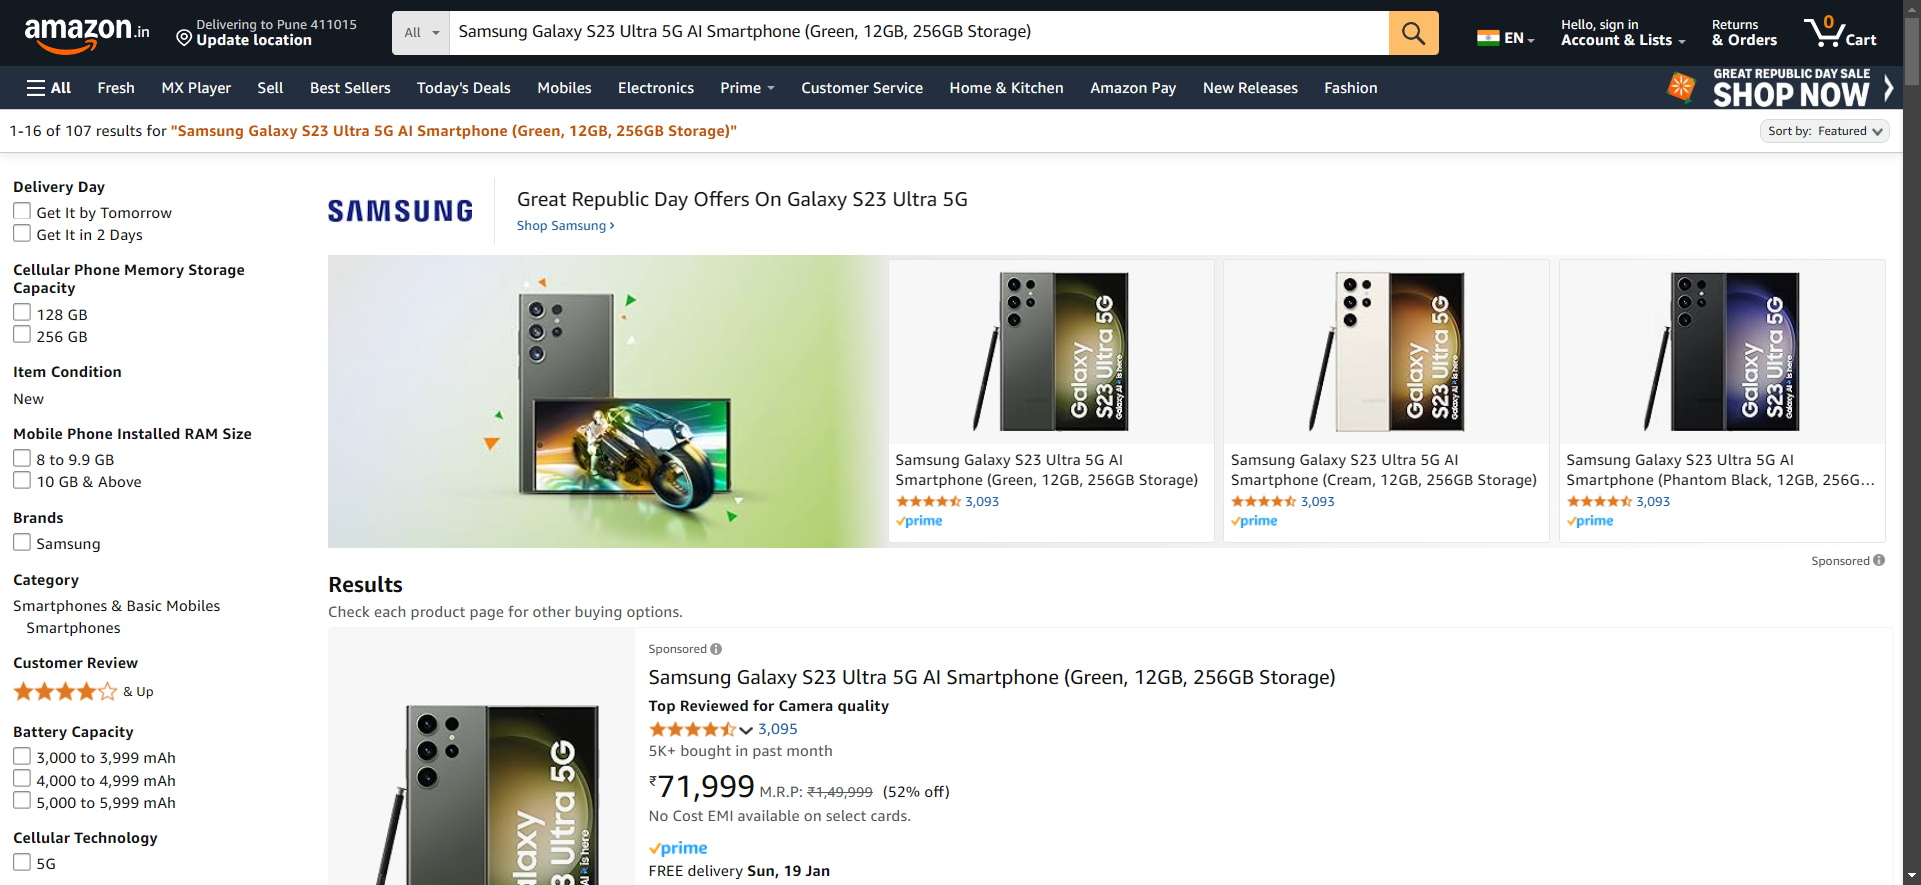 amazon.in
Delivering to Pune 411015
Update location
All
Samsung Galaxy S23 Ultra 5G AI Smartphone (Green, 12GB, 256GB Storage)
EN
Hello, sign in
Account & Lists
Returns
& Orders
0
Cart
All
Fresh
MX Player
Sell
Best Sellers
Today's Deals
Mobiles
Electronics
Prime
Customer Service
Home & Kitchen
Amazon Pay
New Releases
Fashion
GREAT REPUBLIC DAY SALE
SHOP NOW
1-16 of 107 results for "Samsung Galaxy S23 Ultra 5G AI Smartphone (Green, 12GB, 256GB Storage)"
Sort by: Featured
Delivery Day
Get It by Tomorrow
Get It in 2 Days
Cellular Phone Memory Storage
Capacity
128 GB
256 GB
Item Condition
New
Mobile Phone Installed RAM Size
8 to 9.9 GB
10 GB & Above
Brands
Samsung
Category
Smartphones & Basic Mobiles
Smartphones
Customer Review
& Up
Battery Capacity
3,000 to 3,999 mAh
4,000 to 4,999 mAh
5,000 to 5,999 mAh
Cellular Technology
5G
SAMSUNG
Great Republic Day Offers On Galaxy S23 Ultra 5G
Shop Samsung ›
Galaxy
S23 Ultra 5G
Galaxy AI is here
Samsung Galaxy S23 Ultra 5G AI
Smartphone (Green, 12GB, 256GB Storage)
3,093
prime
Galaxy
S23 Ultra 5G
Galaxy AI is here
Samsung Galaxy S23 Ultra 5G AI
Smartphone (Cream, 12GB, 256GB Storage)
3,093
prime
Galaxy
S23 Ultra 5G
Galaxy AI is here
Samsung Galaxy S23 Ultra 5G AI
Smartphone (Phantom Black, 12GB, 256G...
3,093
prime
Sponsored
Results
Check each product page for other buying options.
laxy
3 Ultra 5G
AI is here
Sponsored
Samsung Galaxy S23 Ultra 5G AI Smartphone (Green, 12GB, 256GB Storage)
Top Reviewed for Camera quality
3,095
5K+ bought in past month
₹71,999 M.R.P: ₹1,49,999 (52% off)
No Cost EMI available on select cards.
prime
FREE delivery Sun, 19 Jan